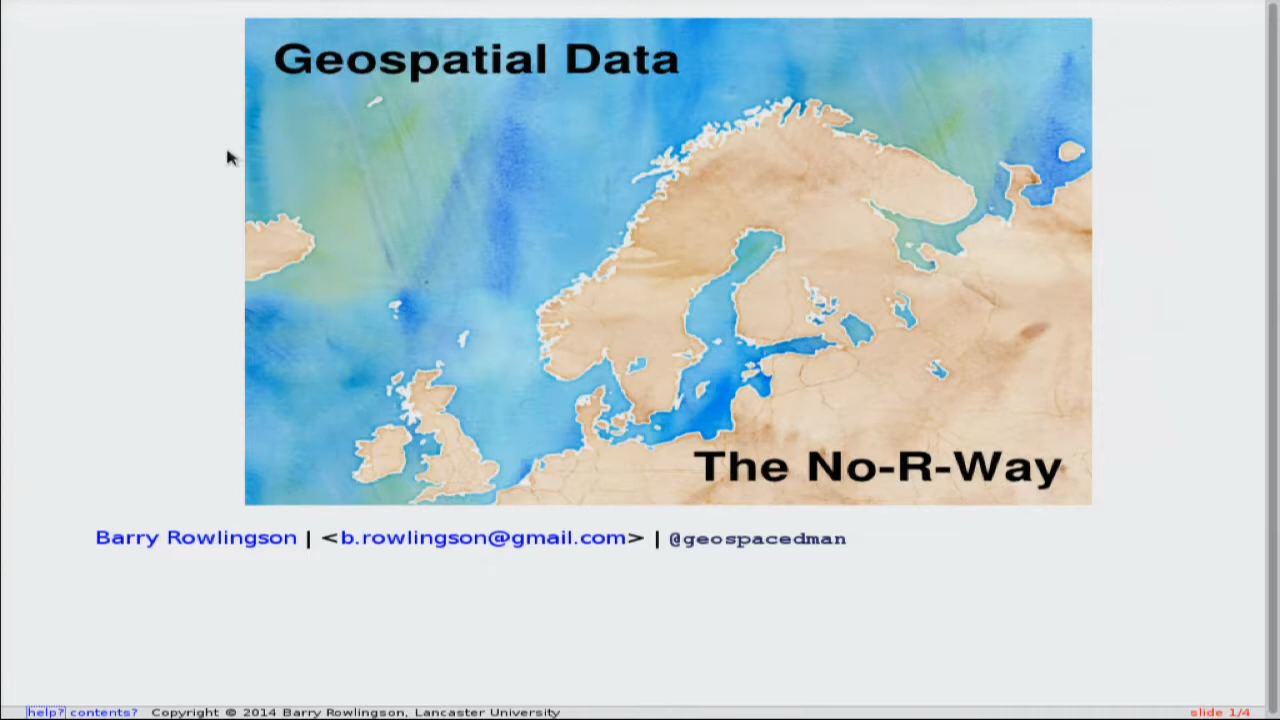 Geospatial Data
The No-R-Way
Barry Rowlingson | <b.rowlingson@gmail.com> | @geospacedman
help? contents? Copyright © 2014 Barry Rowlingson, Lancaster University slide 1/4